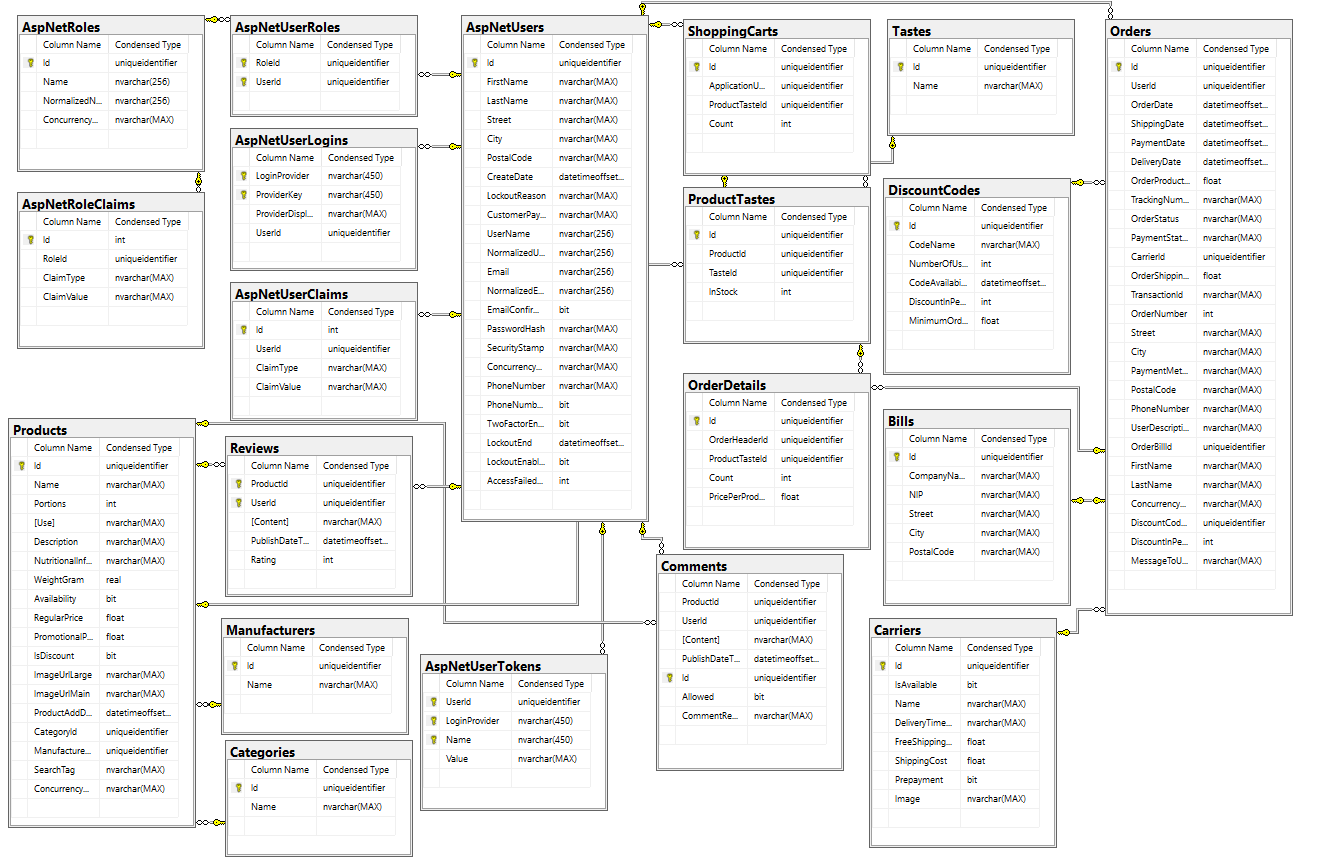 AspNetRoles
Column Name Condensed Type
Id uniqueidentifier
Name nvarchar(256)
NormalizedN... nvarchar(256)
Concurrency... nvarchar(MAX)
AspNetRoleClaims
Column Name Condensed Type
Id int
RoleId uniqueidentifier
ClaimType nvarchar(MAX)
ClaimValue nvarchar(MAX)
AspNetUserRoles
Column Name Condensed Type
RoleId uniqueidentifier
UserId uniqueidentifier
AspNetUserLogins
Column Name Condensed Type
LoginProvider nvarchar(450)
ProviderKey nvarchar(450)
ProviderDispl... nvarchar(MAX)
UserId uniqueidentifier
AspNetUserClaims
Column Name Condensed Type
Id int
UserId uniqueidentifier
ClaimType nvarchar(MAX)
ClaimValue nvarchar(MAX)
AspNetUsers
Column Name Condensed Type
Id uniqueidentifier
FirstName nvarchar(MAX)
LastName nvarchar(MAX)
Street nvarchar(MAX)
City nvarchar(MAX)
PostalCode nvarchar(MAX)
CreateDate datetimeoffset...
LockoutReason nvarchar(MAX)
CustomerPay... nvarchar(MAX)
UserName nvarchar(256)
NormalizedU... nvarchar(256)
Email nvarchar(256)
NormalizedE... nvarchar(256)
EmailConfir... bit
PasswordHash nvarchar(MAX)
SecurityStamp nvarchar(MAX)
Concurrency... nvarchar(MAX)
PhoneNumber nvarchar(MAX)
PhoneNumb... bit
TwoFactorEn... bit
LockoutEnd datetimeoffset...
LockoutEnabl... bit
AccessFailed... int
ShoppingCarts
Column Name Condensed Type
Id uniqueidentifier
ApplicationU... uniqueidentifier
ProductTasteId uniqueidentifier
Count int
Tastes
Column Name Condensed Type
Id uniqueidentifier
Name nvarchar(MAX)
ProductTastes
Column Name Condensed Type
Id uniqueidentifier
ProductId uniqueidentifier
TasteId uniqueidentifier
InStock int
DiscountCodes
Column Name Condensed Type
Id uniqueidentifier
CodeName nvarchar(MAX)
NumberOfUs... int
CodeAvailabi... datetimeoffset...
DiscountInPe... int
MinimumOrd... float
OrderDetails
Column Name Condensed Type
Id uniqueidentifier
OrderHeaderId uniqueidentifier
ProductTasteId uniqueidentifier
Count int
PricePerProd... float
Bills
Column Name Condensed Type
Id uniqueidentifier
CompanyNa... nvarchar(MAX)
NIP nvarchar(MAX)
Street nvarchar(MAX)
City nvarchar(MAX)
PostalCode nvarchar(MAX)
Orders
Column Name Condensed Type
Id uniqueidentifier
UserId uniqueidentifier
OrderDate datetimeoffset...
ShippingDate datetimeoffset...
PaymentDate datetimeoffset...
DeliveryDate datetimeoffset...
OrderProduct... float
TrackingNum... nvarchar(MAX)
OrderStatus nvarchar(MAX)
PaymentStat... nvarchar(MAX)
CarrierId uniqueidentifier
OrderShippin... float
TransactionId nvarchar(MAX)
OrderNumber int
Street nvarchar(MAX)
City nvarchar(MAX)
PaymentMet... nvarchar(MAX)
PostalCode nvarchar(MAX)
PhoneNumber nvarchar(MAX)
UserDescripti... nvarchar(MAX)
OrderBillId uniqueidentifier
FirstName nvarchar(MAX)
LastName nvarchar(MAX)
Concurrency... nvarchar(MAX)
DiscountCod... uniqueidentifier
DiscountInPe... int
MessageToU... nvarchar(MAX)
Products
Column Name Condensed Type
Id uniqueidentifier
Name nvarchar(MAX)
Portions int
[Use] nvarchar(MAX)
Description nvarchar(MAX)
NutritionalInf... nvarchar(MAX)
WeightGram real
Availability bit
RegularPrice float
PromotionalP... float
IsDiscount bit
ImageUrlLarge nvarchar(MAX)
ImageUrlMain nvarchar(MAX)
ProductAddD... datetimeoffset...
CategoryId uniqueidentifier
Manufacture... uniqueidentifier
SearchTag nvarchar(MAX)
Concurrency... nvarchar(MAX)
Reviews
Column Name Condensed Type
ProductId uniqueidentifier
UserId uniqueidentifier
[Content] nvarchar(MAX)
PublishDateT... datetimeoffset...
Rating int
Manufacturers
Column Name Condensed Type
Id uniqueidentifier
Name nvarchar(MAX)
Categories
Column Name Condensed Type
Id uniqueidentifier
Name nvarchar(MAX)
AspNetUserTokens
Column Name Condensed Type
UserId uniqueidentifier
LoginProvider nvarchar(450)
Name nvarchar(450)
Value nvarchar(MAX)
Comments
Column Name Condensed Type
ProductId uniqueidentifier
UserId uniqueidentifier
[Content] nvarchar(MAX)
PublishDateT... datetimeoffset...
Id uniqueidentifier
Allowed bit
CommentRe... nvarchar(MAX)
Carriers
Column Name Condensed Type
Id uniqueidentifier
IsAvailable bit
Name nvarchar(MAX)
DeliveryTime... nvarchar(MAX)
FreeShipping... float
ShippingCost float
Prepayment bit
Image nvarchar(MAX)